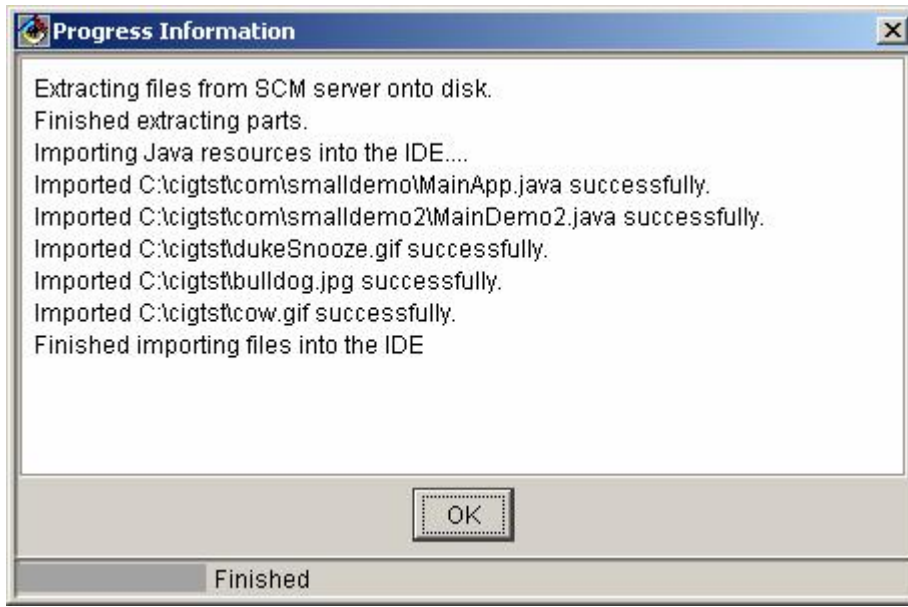 Progress Information
Extracting files from SCM server onto disk.
Finished extracting parts.
Importing Java resources into the IDE....
Imported C:\cigtst\com\smalldemo\MainApp.java successfully.
Imported C:\cigtst\com\smalldemo2\MainDemo2.java successfully.
Imported C:\cigtst\dukeSnooze.gif successfully.
Imported C:\cigtst\bulldog.jpg successfully.
Imported C:\cigtst\cow.gif successfully.
Finished importing files into the IDE
OK
Finished